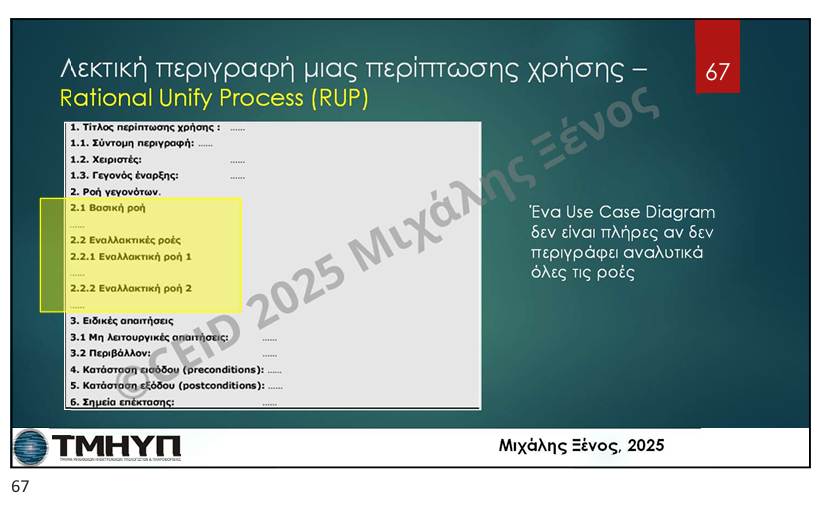 Λεκτική περιγραφή μιας περίπτωσης χρήσης –
Rational Unify Process (RUP)
67
1. Τίτλος περίπτωσης χρήσης : ......
1.1. Σύντομη περιγραφή: ......
1.2. Χειριστές: ......
1.3. Γεγονός έναρξης: ......
2. Ροή γεγονότων.
2.1 Βασική ροή
......
2.2 Εναλλακτικές ροές
2.2.1 Εναλλακτική ροή 1
......
2.2.2 Εναλλακτική ροή 2
......
3. Ειδικές απαιτήσεις
3.1 Μη λειτουργικές απαιτήσεις: ......
3.2 Περιβάλλον: ......
4. Κατάσταση εισόδου (preconditions): ......
5. Κατάσταση εξόδου (postconditions): ......
6. Σημεία επέκτασης: ......
Ένα Use Case Diagram
δεν είναι πλήρες αν δεν
περιγράφει αναλυτικά
όλες τις ροές
©CEID 2025 Μιχάλης Ξένος
ΤΜΗΥΠ
ΤΜΗΜΑ ΜΗΧΑΝΙΚΩΝ ΗΛΕΚΤΡΟΝΙΚΩΝ ΥΠΟΛΟΓΙΣΤΩΝ & ΠΛΗΡΟΦΟΡΙΚΗΣ
Μιχάλης Ξένος, 2025
67